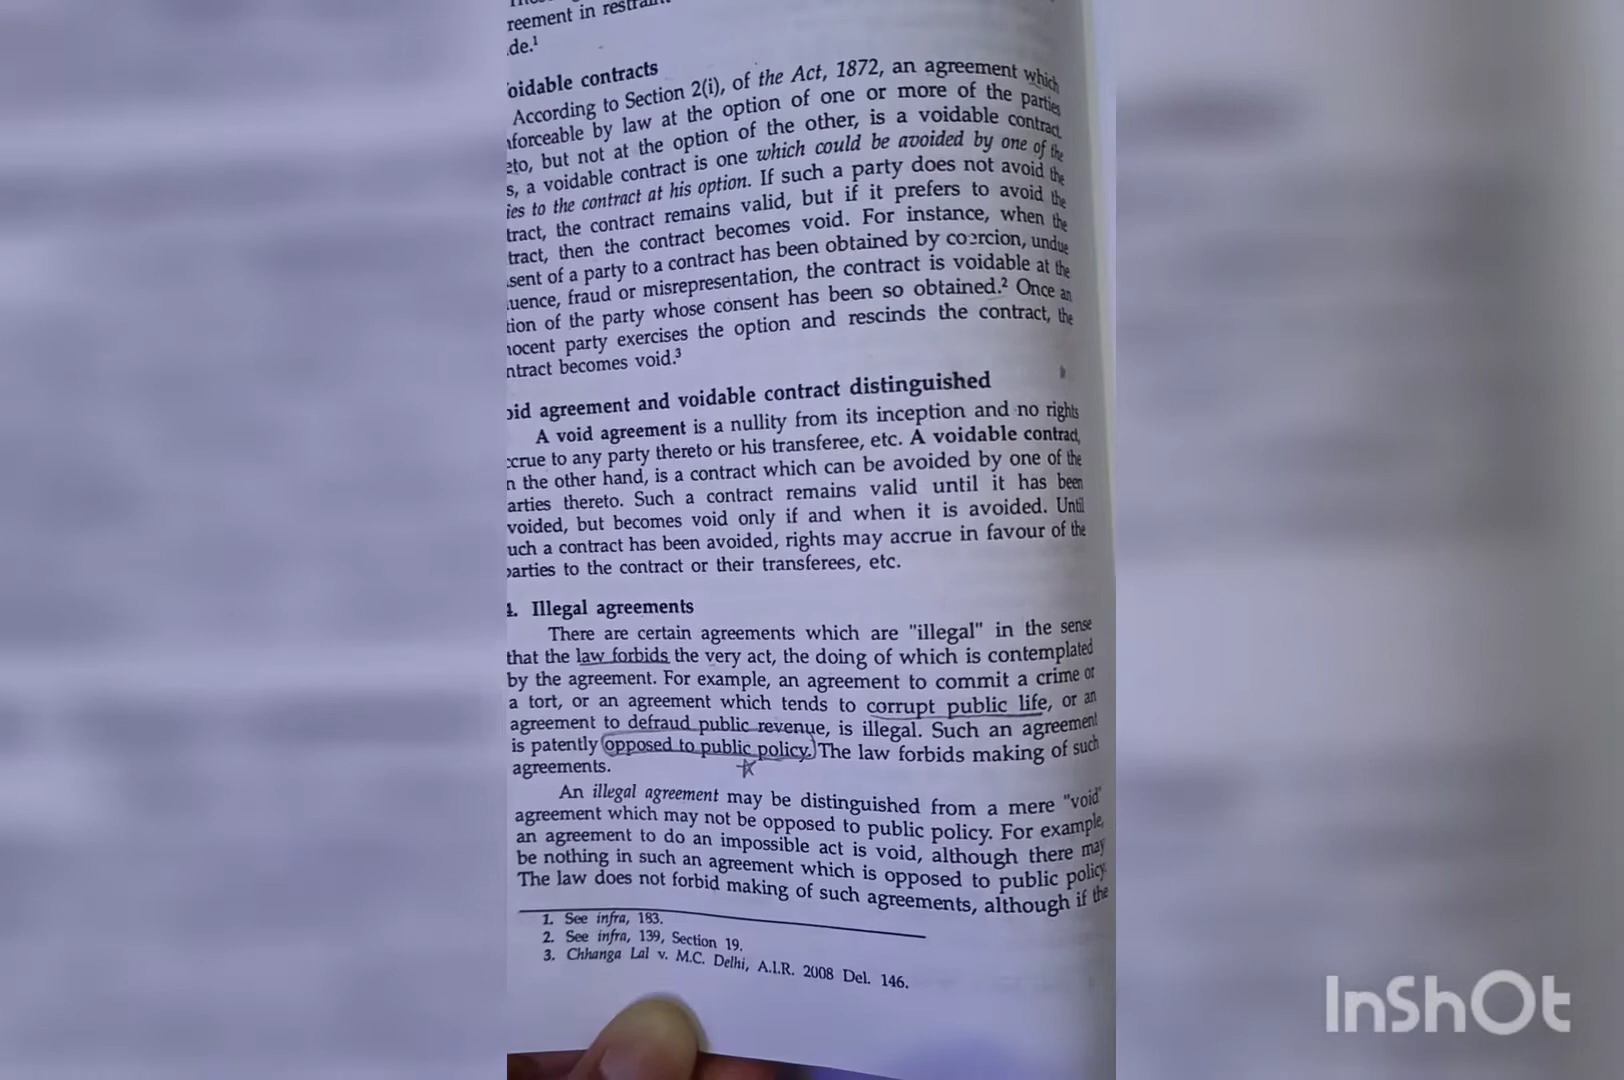 reement in restraint
de.¹
oidable contracts
According to Section 2(i), of the Act, 1872, an agreement which
nforceable by law at the option of one or more of the parties
eto, but not at the option of the other, is a voidable contract
s, a voidable contract is one which could be avoided by one of the
ies to the contract at his option. If such a party does not avoid the
tract, the contract remains valid, but if it prefers to avoid the
tract, then the contract becomes void. For instance, when the
sent of a party to a contract has been obtained by coercion, undue
uence, fraud or misrepresentation, the contract is voidable at the
tion of the party whose consent has been so obtained.² Once an
nocent party exercises the option and rescinds the contract, the
ntract becomes void.³
oid agreement and voidable contract distinguished
A void agreement is a nullity from its inception and no rights
ccrue to any party thereto or his transferee, etc. A voidable contract,
n the other hand, is a contract which can be avoided by one of the
arties thereto. Such a contract remains valid until it has been
voided, but becomes void only if and when it is avoided. Until
uch a contract has been avoided, rights may accrue in favour of the
parties to the contract or their transferees, etc.
4. Illegal agreements
There are certain agreements which are "illegal" in the sense
that the law forbids the very act, the doing of which is contemplated
by the agreement. For example, an agreement to commit a crime or
a tort, or an agreement which tends to corrupt public life, or an
agreement to defraud public revenue, is illegal. Such an agreement
is patently opposed to public policy. The law forbids making of such
agreements.
An illegal agreement may be distinguished from a mere "void"
agreement which may not be opposed to public policy. For example,
an agreement to do an impossible act is void, although there may
be nothing in such an agreement which is opposed to public policy.
The law does not forbid making of such agreements, although if the
1. See infra, 183.
2. See infra, 139, Section 19.
3. Chhanga Lal v. M.C. Delhi, A.I.R. 2008 Del. 146.
InShOt